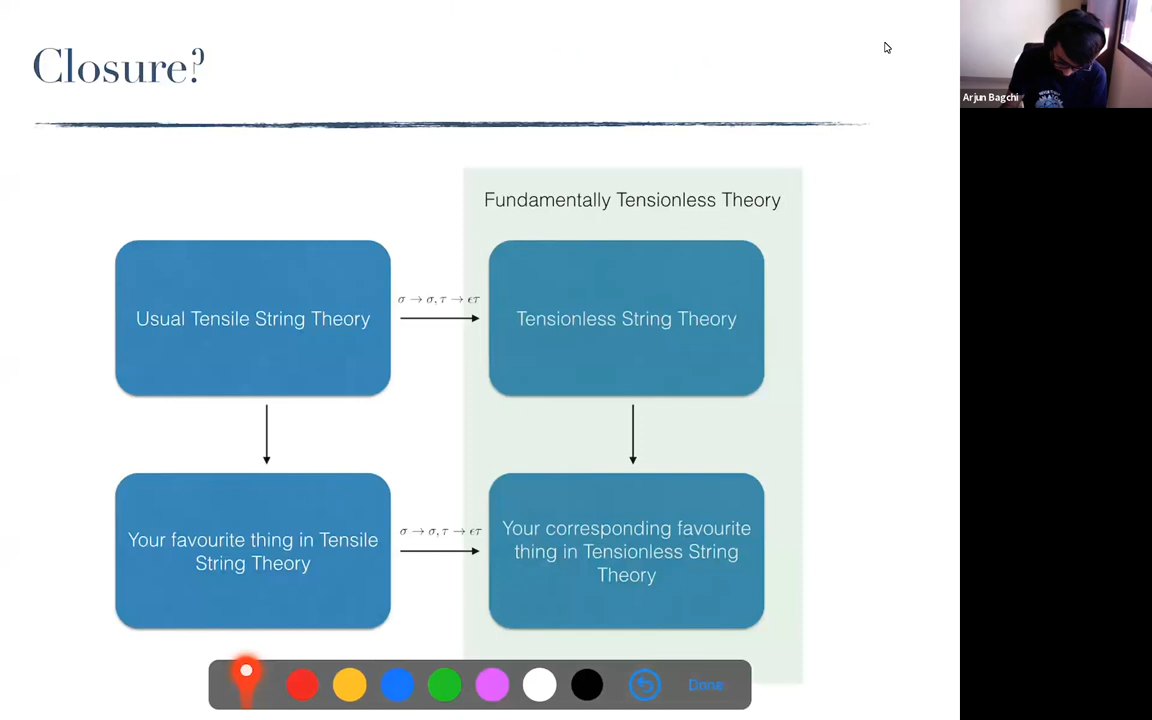 Closure?
Arjun Bagchi
Fundamentally Tensionless Theory
Usual Tensile String Theory
σ → σ, τ → ετ
Tensionless String Theory
Your favourite thing in Tensile
String Theory
σ → σ, τ → ετ
Your corresponding favourite
thing in Tensionless String
Theory
Done